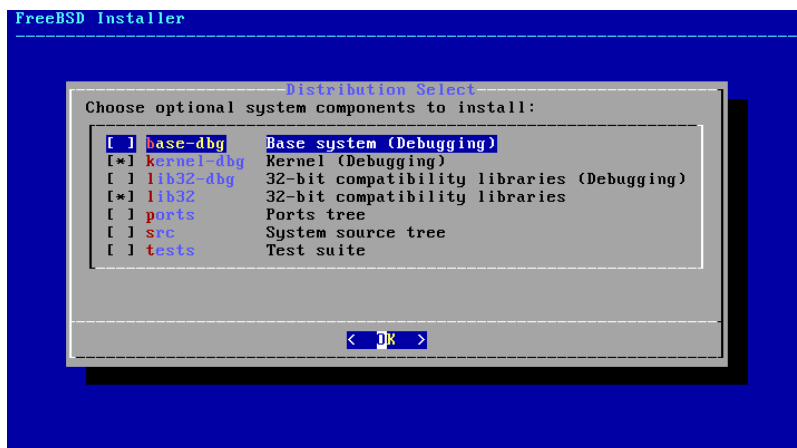 FreeBSD Installer
Distribution Select
Choose optional system components to install:
[ ] base-dbg Base system (Debugging)
[*] kernel-dbg Kernel (Debugging)
[ ] lib32-dbg 32-bit compatibility libraries (Debugging)
[*] lib32 32-bit compatibility libraries
[ ] ports Ports tree
[ ] src System source tree
[ ] tests Test suite
< OK >